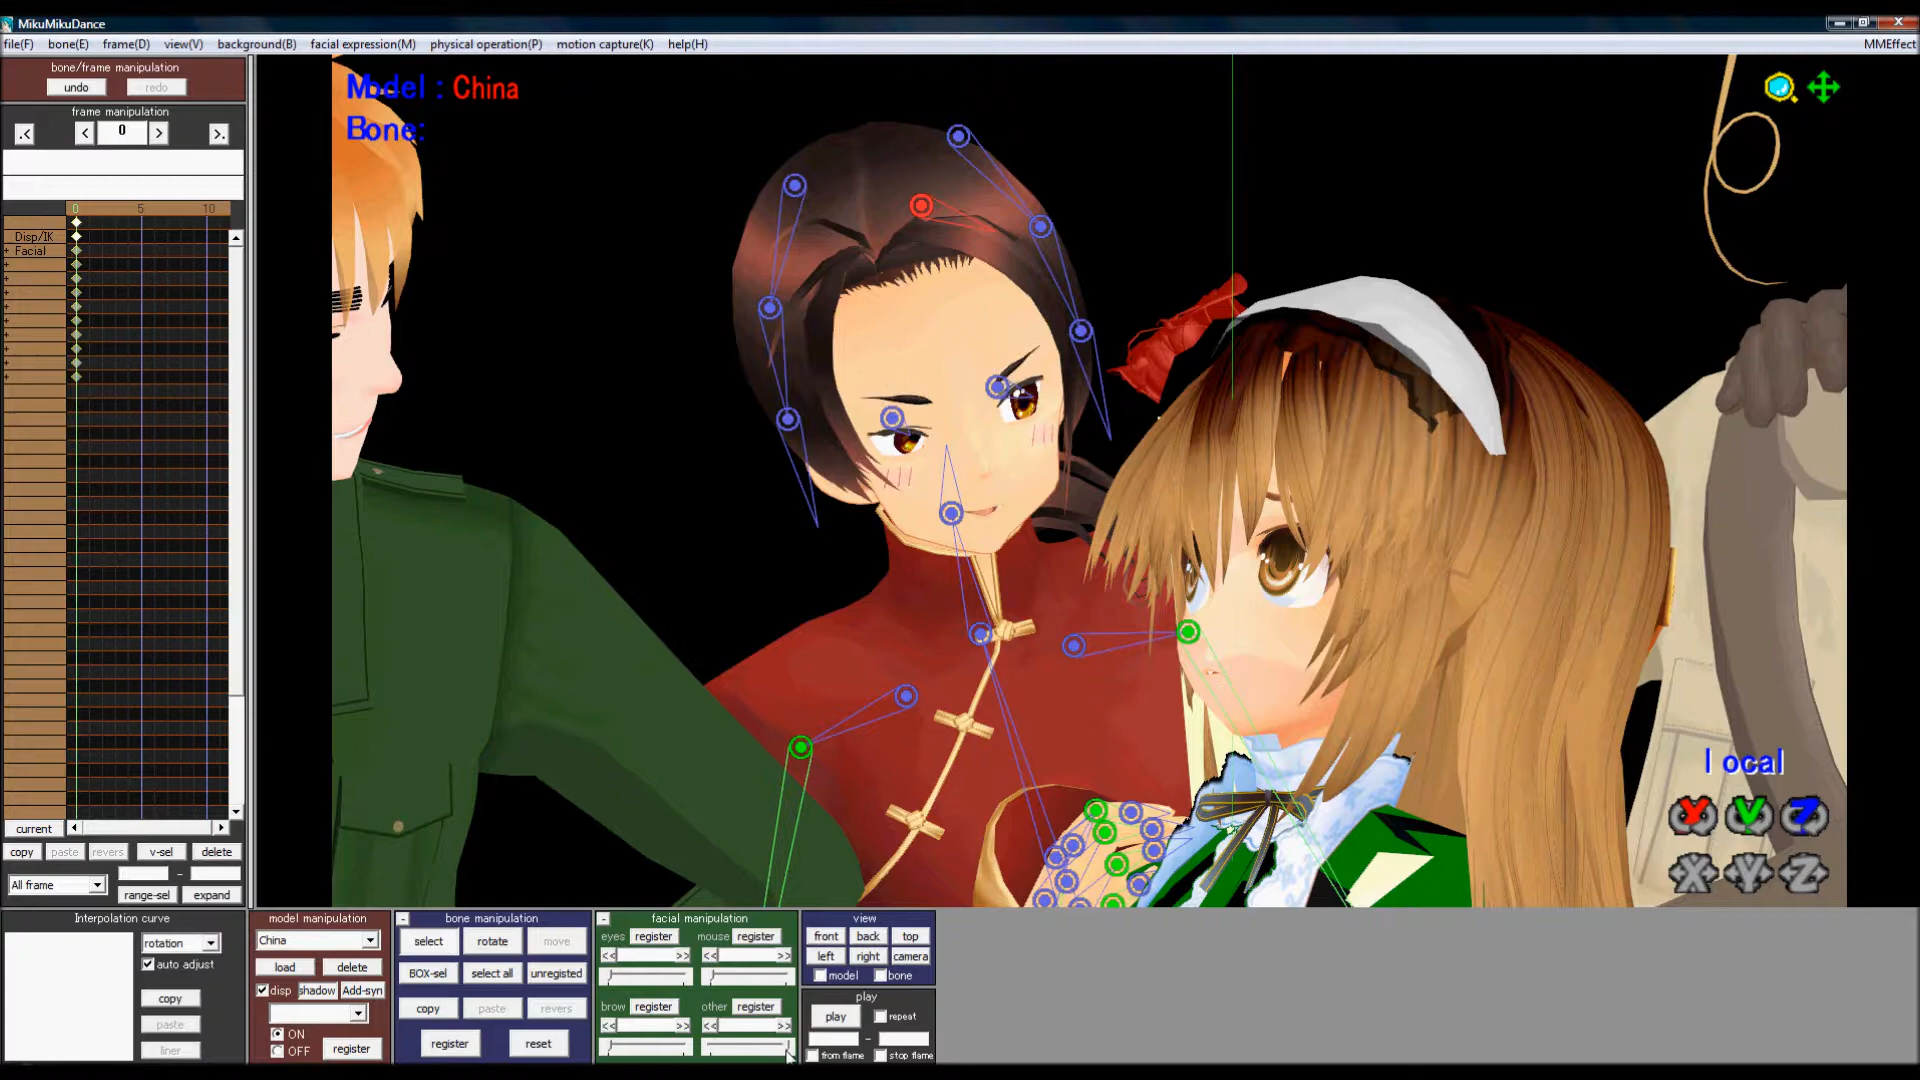 MikuMikuDance
file(F) bone(E) frame(D) view(V) background(B) facial expression(M) physical operation(P) motion capture(K) help(H) MMEffect
bone/frame manipulation
undo redo
frame manipulation
.< < 0 > >.
Model : China
Bone:
0 5 10
Disp/IK
+ Facial
local
X Y Z
X Y Z
current
copy paste revers v-sel delete
All frame -
range-sel expand
Interpolation curve
rotation
auto adjust
copy
paste
liner
model manipulation
China
load delete
disp shadow Add-syn
ON
OFF register
- bone manipulation
select rotate move
BOX-sel select all unregisted
copy paste revers
register reset
- facial manipulation
eyes register mouse register
<< >> << >>
brow register other register
<< >> << >>
view
front back top
left right camera
model bone
play
play repeat
-
from flame stop flame